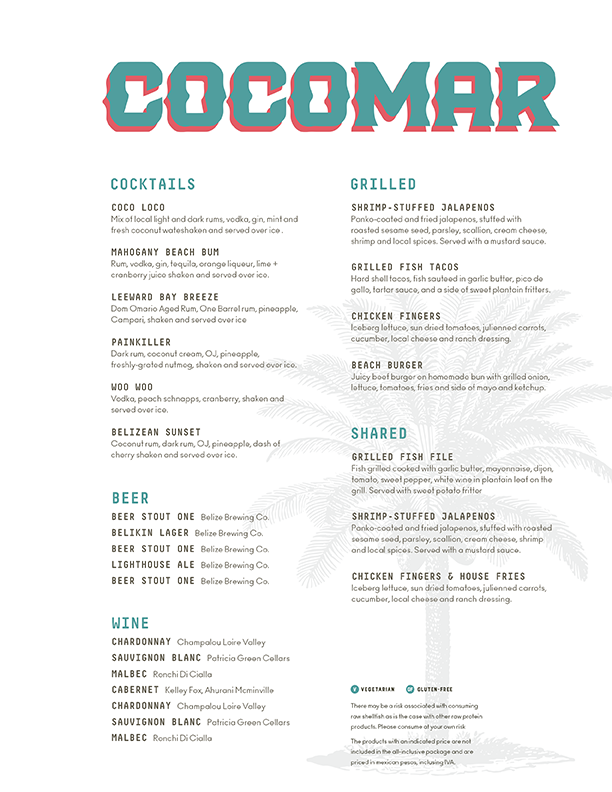 COCOMAR
COCKTAILS
COCO LOCO
Mix of local light and dark rums, vodka, gin, mint and
fresh coconut watershaken and served over ice .
MAHOGANY BEACH BUM
Rum, vodka, gin, tequila, orange liqueur, lime +
cranberry juice shaken and served over ice.
LEEWARD BAY BREEZE
Dom Omario Aged Rum, One Barrel rum, pineapple,
Campari, shaken and served over ice
PAINKILLER
Dark rum, coconut cream, OJ, pineapple,
freshly-grated nutmeg, shaken and served over ice.
WOO WOO
Vodka, peach schnapps, cranberry, shaken and
served over ice.
BELIZEAN SUNSET
Coconut rum, dark rum, OJ, pineapple, dash of
cherry shaken and served over ice.
BEER
BEER STOUT ONE Belize Brewing Co.
BELIKIN LAGER Belize Brewing Co.
BEER STOUT ONE Belize Brewing Co.
LIGHTHOUSE ALE Belize Brewing Co.
BEER STOUT ONE Belize Brewing Co.
WINE
CHARDONNAY Champalou Loire Valley
SAUVIGNON BLANC Patricia Green Cellars
MALBEC Ronchi Di Cialla
CABERNET Kelley Fox, Ahurani Mcminville
CHARDONNAY Champalou Loire Valley
SAUVIGNON BLANC Patricia Green Cellars
MALBEC Ronchi Di Cialla
GRILLED
SHRIMP-STUFFED JALAPENOS
Panko-coated and fried jalapenos, stuffed with
roasted sesame seed, parsley, scallion, cream cheese,
shrimp and local spices. Served with a mustard sauce.
GRILLED FISH TACOS
Hard shell tacos, fish sauteed in garlic butter, pico de
gallo, tartar sauce, and a side of sweet plantain fritters.
CHICKEN FINGERS
Iceberg lettuce, sun dried tomatoes, julienned carrots,
cucumber, local cheese and ranch dressing.
BEACH BURGER
Juicy beef burger on homemade bun with grilled onion,
lettuce, tomatoes, fries and side of mayo and ketchup.
SHARED
GRILLED FISH FILE
Fish grilled cooked with garlic butter, mayonnaise, dijon,
tomato, sweet pepper, white wine in plantain leaf on the
grill. Served with sweet potato fritter
SHRIMP-STUFFED JALAPENOS
Panko-coated and fried jalapenos, stuffed with roasted
sesame seed, parsley, scallion, cream cheese, shrimp
and local spices. Served with a mustard sauce.
CHICKEN FINGERS & HOUSE FRIES
Iceberg lettuce, sun dried tomatoes, julienned carrots,
cucumber, local cheese and ranch dressing.
V VEGETARIAN GF GLUTEN-FREE
There may be a risk associated with consuming
raw shellfish as is the case with other raw protein
products. Please consume at your own risk
The products with an indicated price are not
included in the all-inclusive package and are
priced in mexican pesos, inclusing IVA.